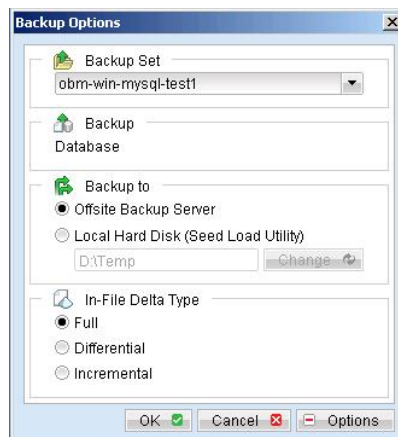 Backup Options
Backup Set
obm-win-mysql-test1
Backup
Database
Backup to
Offsite Backup Server
Local Hard Disk (Seed Load Utility)
D:\Temp
Change
In-File Delta Type
Full
Differential
Incremental
OK Cancel Options